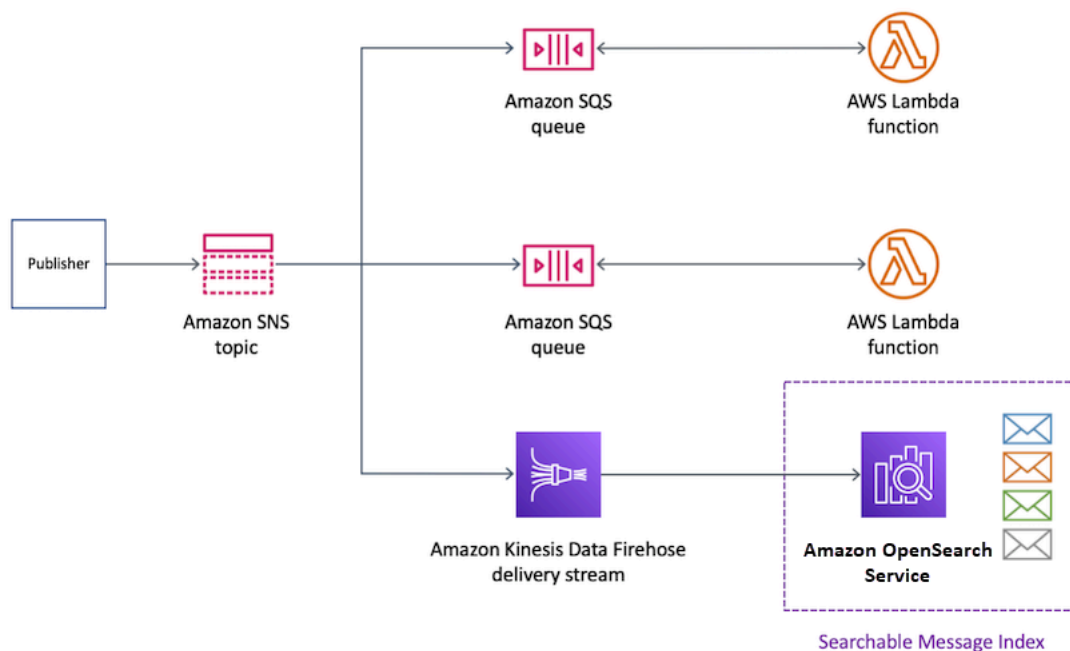 Amazon SQS
queue
AWS Lambda
function
Publisher
Amazon SNS
topic
Amazon SQS
queue
AWS Lambda
function
Amazon Kinesis Data Firehose
delivery stream
Amazon OpenSearch
Service
Searchable Message Index